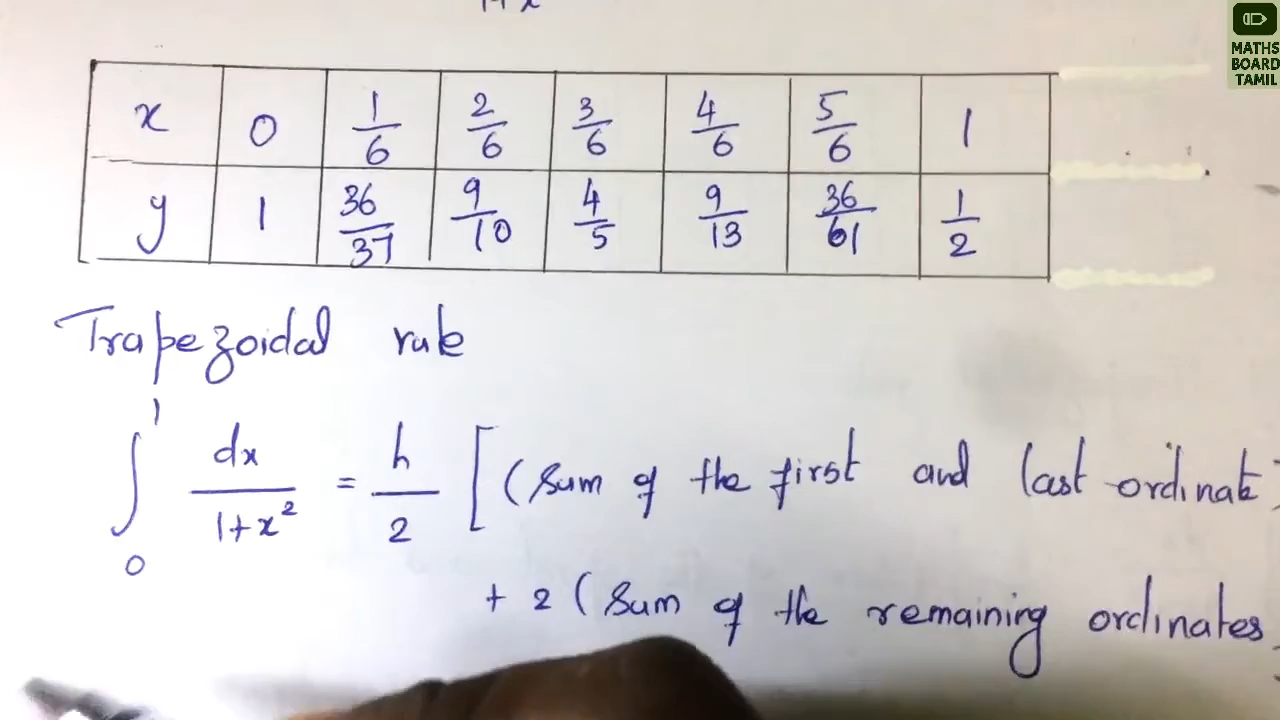 1+x
MATHS
BOARD
TAMIL
x 0 1/6 2/6 3/6 4/6 5/6 1
y 1 36/37 9/10 4/5 9/13 36/61 1/2
Trapezoidal rule
∫₀¹ dx/(1+x²) = h/2 [(Sum of the first and last ordinate)
+ 2 (Sum of the remaining ordinates)